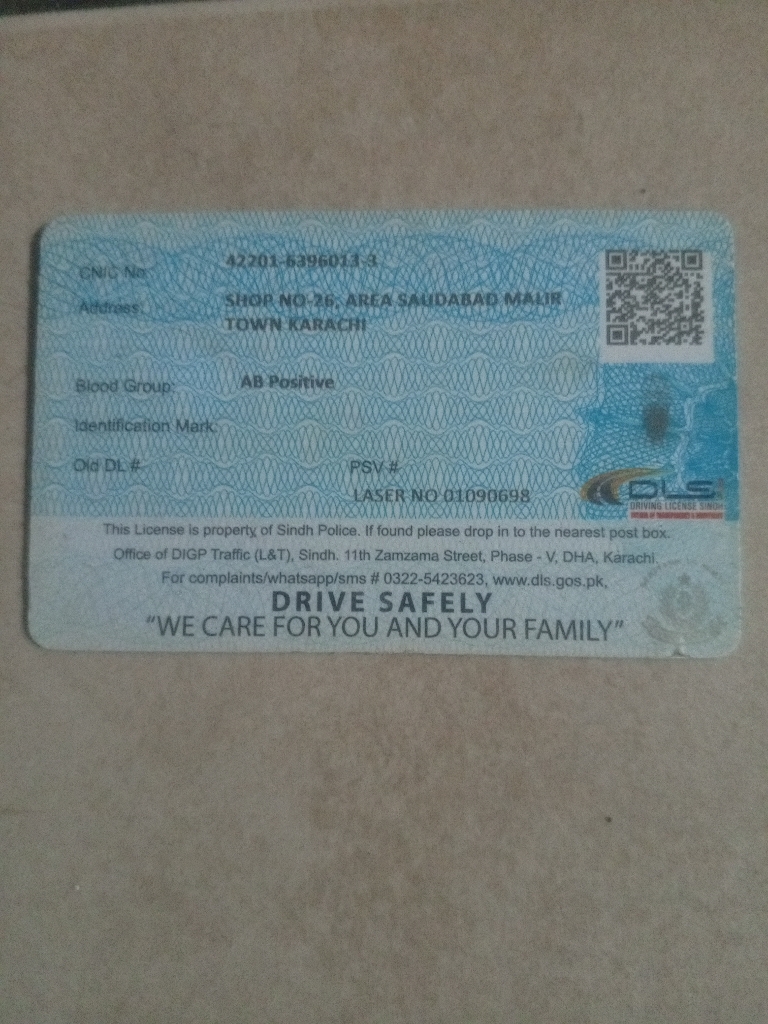 CNIC No: 42201-6396013-3
Address: SHOP NO-26, AREA SAUDABAD MALIR
TOWN KARACHI
Blood Group: AB Positive
Identification Mark:
Old DL # PSV #
LASER NO 01090698
DLS
DRIVING LICENSE SINDH
This License is property of Sindh Police. If found please drop in to the nearest post box.
Office of DIGP Traffic (L&T), Sindh. 11th Zamzama Street, Phase - V, DHA, Karachi.
For complaints/whatsapp/sms # 0322-5423623, www.dls.gos.pk,
DRIVE SAFELY
"WE CARE FOR YOU AND YOUR FAMILY"